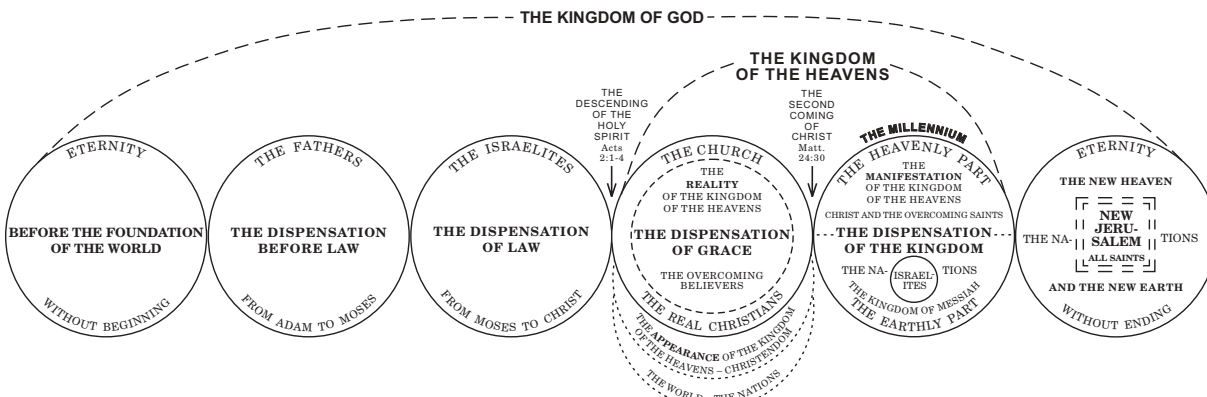 THE KINGDOM OF GOD
THE KINGDOM
OF THE HEAVENS
THE
DESCENDING
OF THE
HOLY
SPIRIT
Acts
2:1-4
THE
SECOND
COMING
OF
CHRIST
Matt.
24:30
ETERNITY
BEFORE THE FOUNDATION
OF THE WORLD
WITHOUT BEGINNING
THE FATHERS
THE DISPENSATION
BEFORE LAW
FROM ADAM TO MOSES
THE ISRAELITES
THE DISPENSATION
OF LAW
FROM MOSES TO CHRIST
THE CHURCH
THE
REALITY
OF THE KINGDOM
OF THE HEAVENS
THE DISPENSATION
OF GRACE
THE OVERCOMING
BELIEVERS
THE REAL CHRISTIANS
THE APPEARANCE OF THE KINGDOM
OF THE HEAVENS – CHRISTENDOM
THE WORLD – THE NATIONS
THE MILLENNIUM
THE HEAVENLY PART
THE
MANIFESTATION
OF THE KINGDOM
OF THE HEAVENS
CHRIST AND THE OVERCOMING SAINTS
THE DISPENSATION
OF THE KINGDOM
THE NA- TIONS
ISRAEL-
ITES
THE KINGDOM OF MESSIAH
THE EARTHLY PART
ETERNITY
THE NEW HEAVEN
NEW
JERU-
SALEM
THE NA- TIONS
ALL SAINTS
AND THE NEW EARTH
WITHOUT ENDING